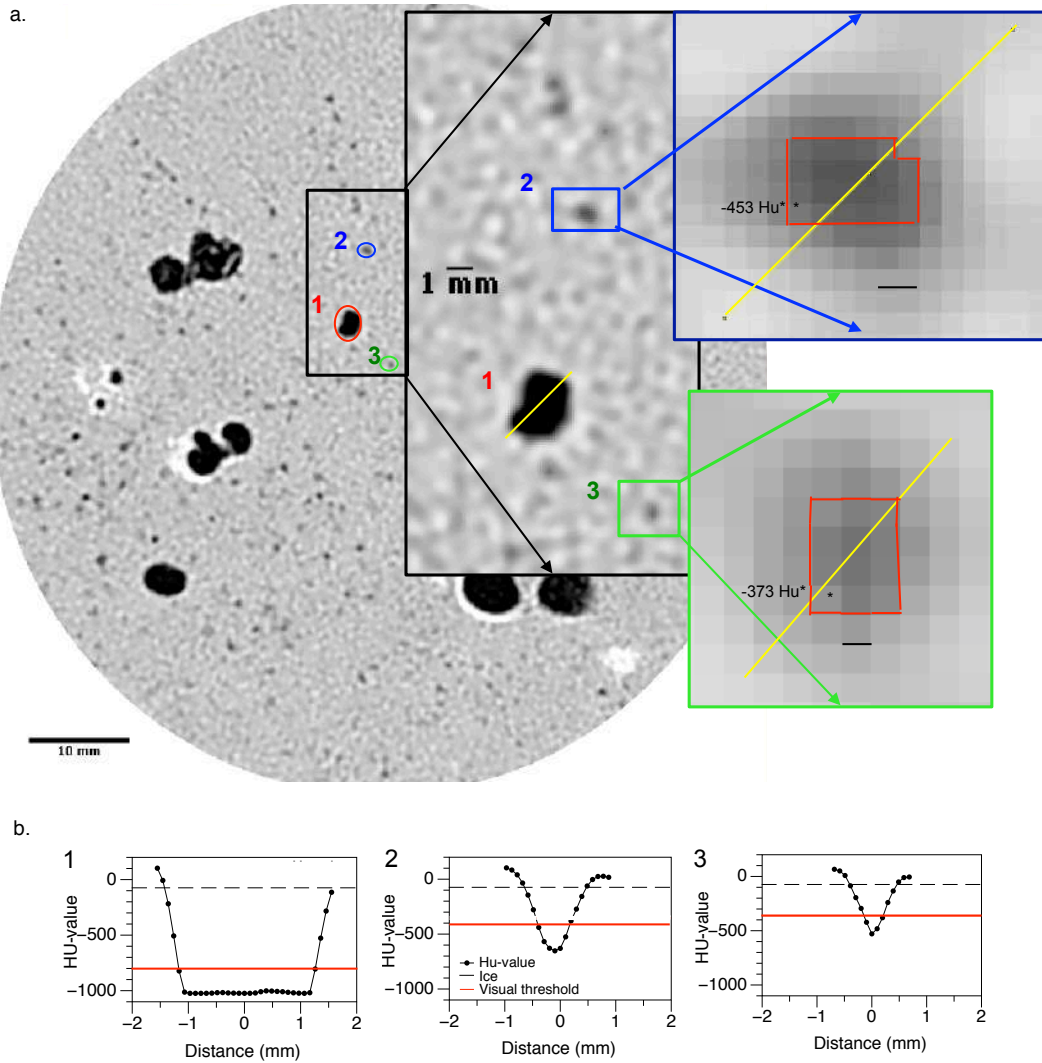 a.
2
1
3
10 mm
1 mm
2
1
3
-453 Hu* *
-373 Hu* *
b.
1
HU-value
0
−500
−1000
−2 −1 0 1 2
Distance (mm)
2
HU-value
0
−500
−1000
Hu-value
Ice
Visual threshold
−2 −1 0 1 2
Distance (mm)
3
HU-value
0
−500
−1000
−2 −1 0 1 2
Distance (mm)